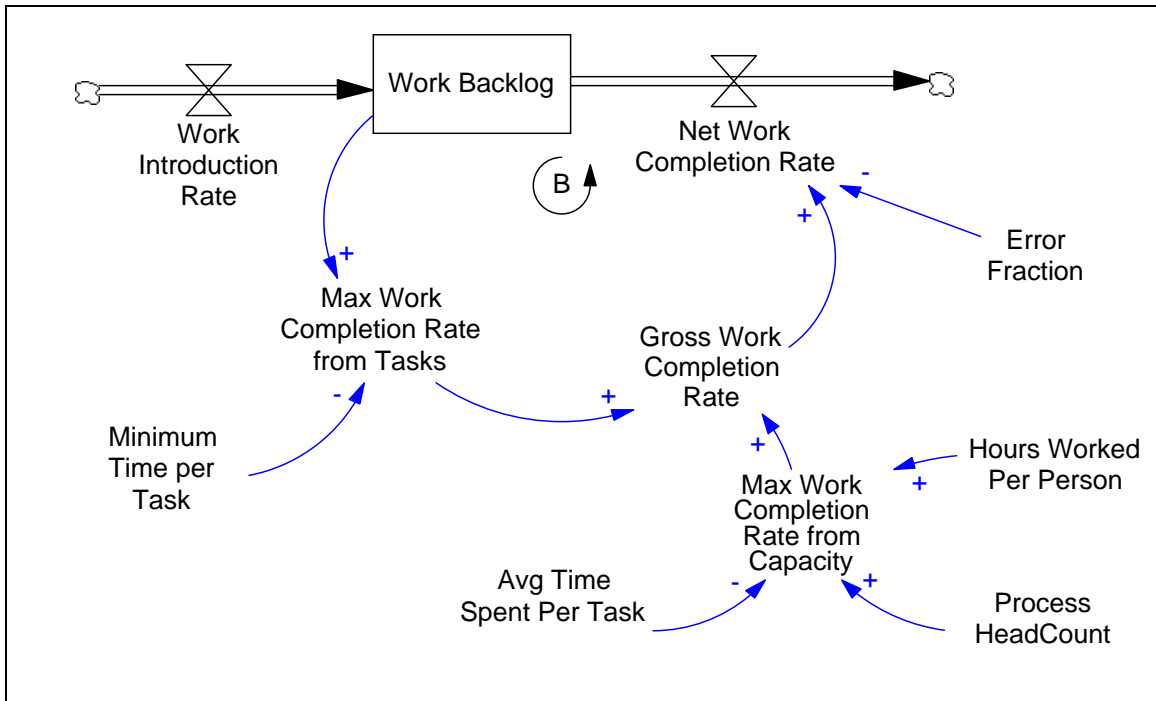 Work Backlog
Work
Introduction
Rate
Net Work
Completion Rate
B
-
+
Error
Fraction
+
Max Work
Completion Rate
from Tasks
Gross Work
Completion
Rate
-
+
Minimum
Time per
Task
+
Hours Worked
Per Person
+
Max Work
Completion
Rate from
Capacity
Avg Time
Spent Per Task
-
+
Process
HeadCount